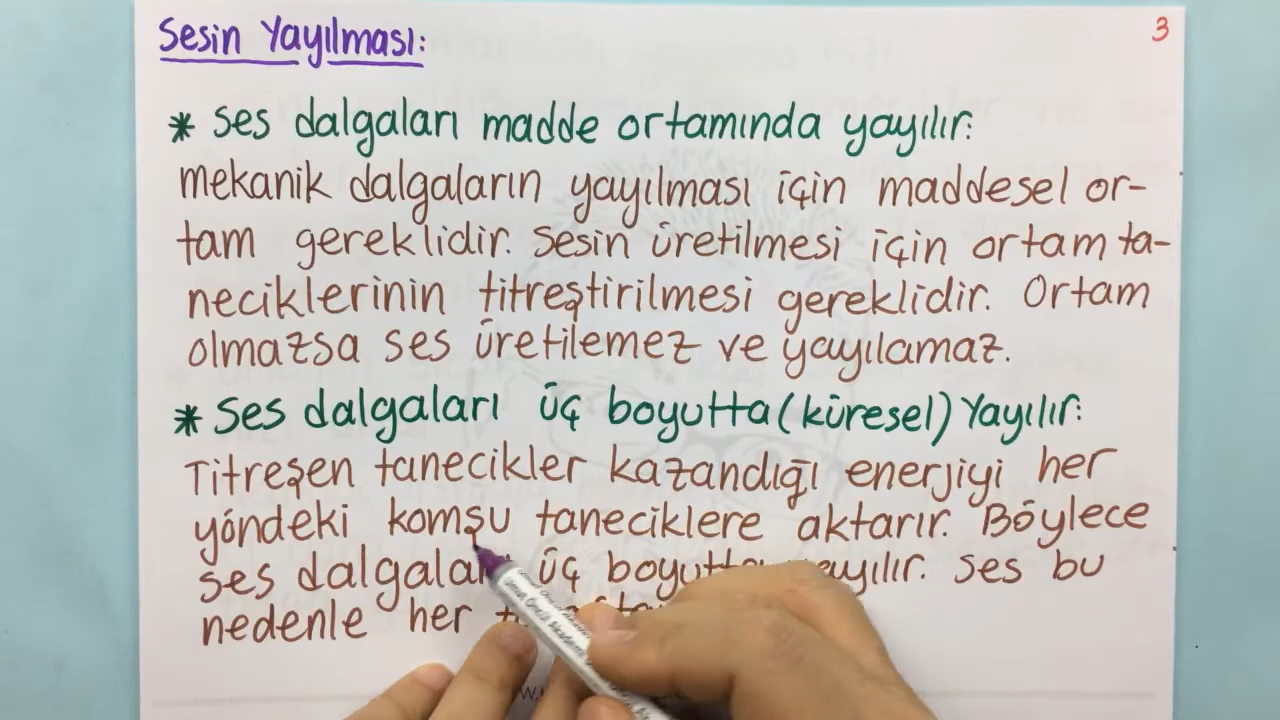 Sesin Yayılması:
3
* Ses dalgaları madde ortamında yayılır:
mekanik dalgaların yayılması için maddesel or-
tam gereklidir. Sesin üretilmesi için ortam ta-
neciklerinin titreştirilmesi gereklidir. Ortam
olmazsa ses üretilemez ve yayılamaz.
* Ses dalgaları üç boyutta (küresel) Yayılır:
Titreşen tanecikler kazandığı enerjiyi her
yöndeki komşu taneciklere aktarır. Böylece
ses dalgaları üç boyutta yayılır. Ses bu
nedenle her